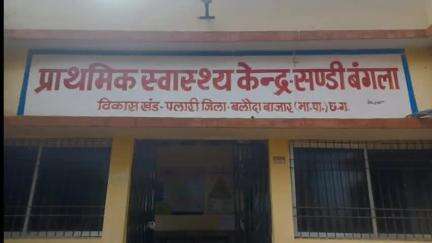 प्राथमिक स्वास्थ्य केन्द्र-सण्डी बंगला
विकास खंड-पलारी जिला-बलौदा बाजार (भा.पा.) छ.ग.